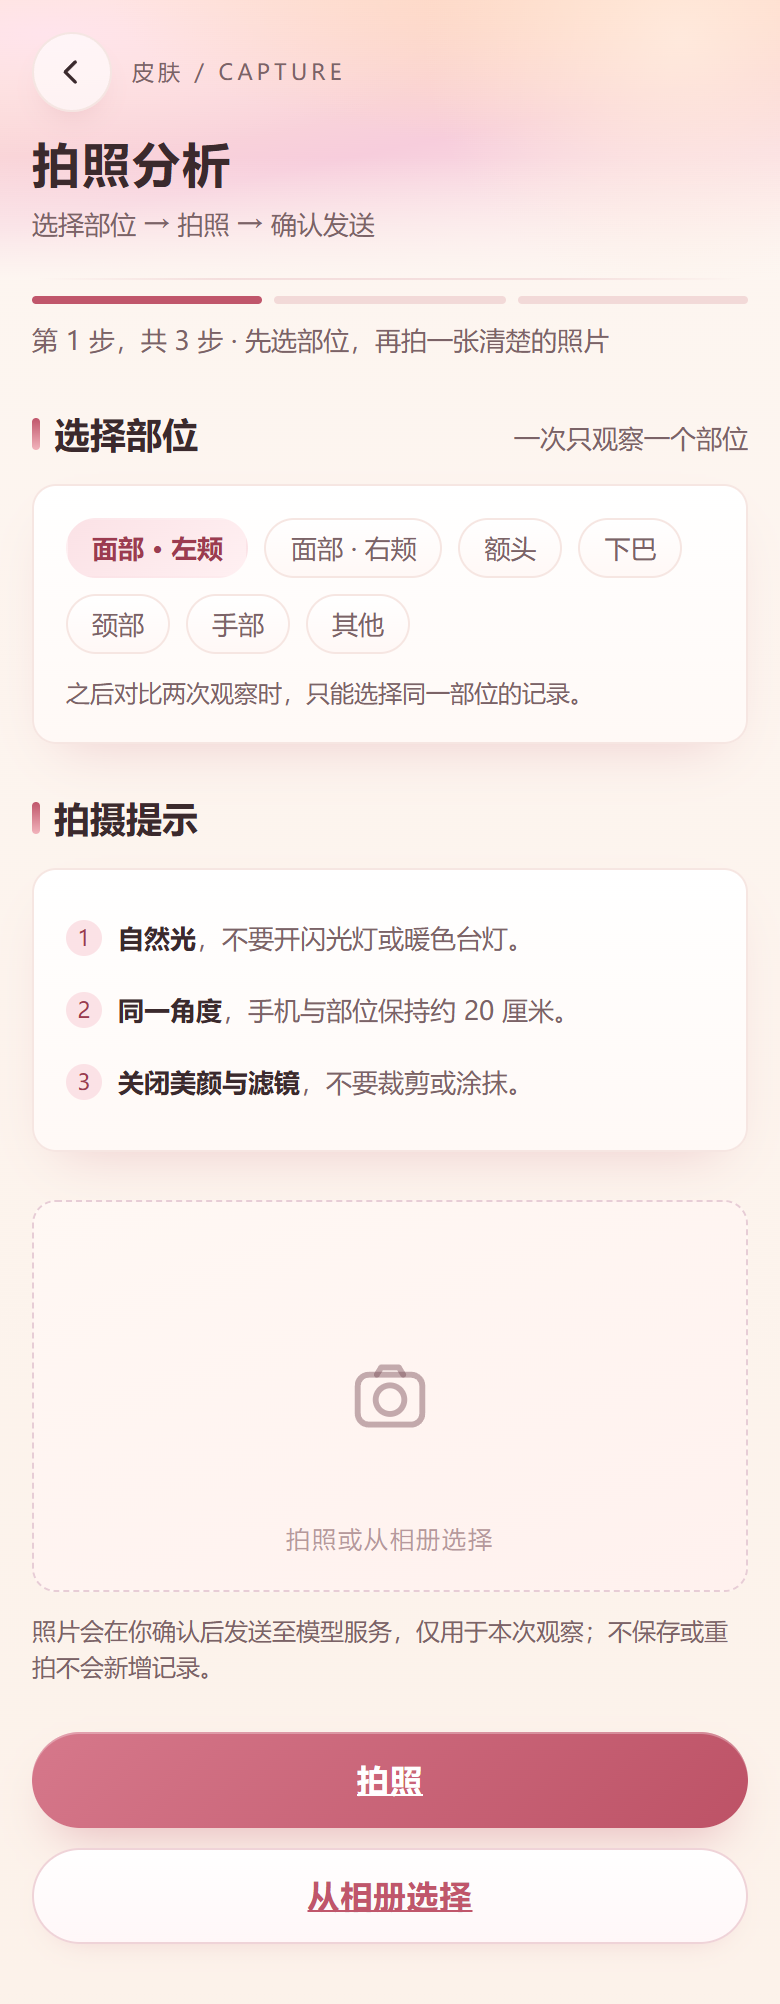 皮肤 / CAPTURE
拍照分析
选择部位 → 拍照 → 确认发送
第 1 步，共 3 步 · 先选部位，再拍一张清楚的照片
选择部位
一次只观察一个部位
面部 · 左颊
面部 · 右颊
额头
下巴
颈部
手部
其他
之后对比两次观察时，只能选择同一部位的记录。
拍摄提示
1 自然光，不要开闪光灯或暖色台灯。
2 同一角度，手机与部位保持约 20 厘米。
3 关闭美颜与滤镜，不要裁剪或涂抹。
拍照或从相册选择
照片会在你确认后发送至模型服务，仅用于本次观察；不保存或重
拍不会新增记录。
拍照
从相册选择